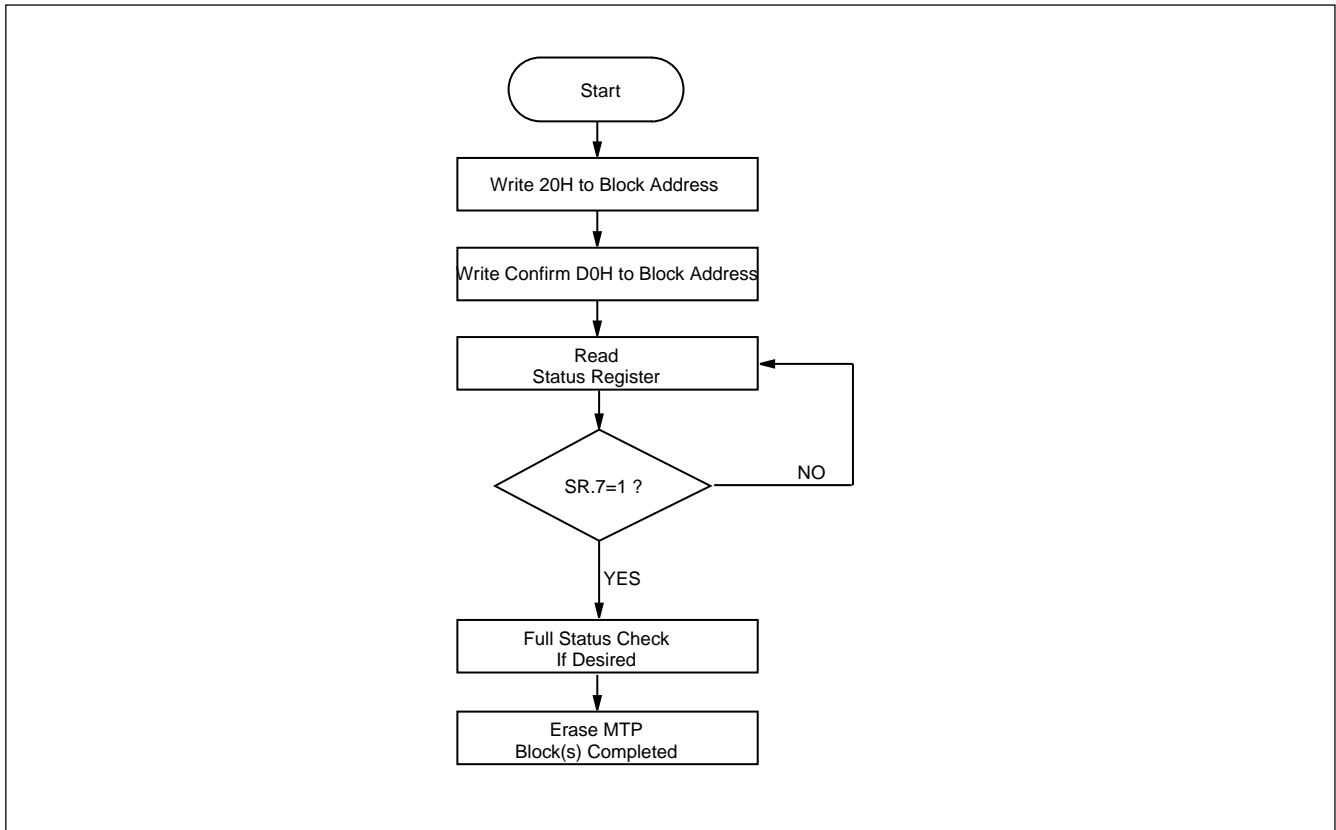 Start
Write 20H to Block Address
Write Confirm D0H to Block Address
Read
Status Register
SR.7=1 ?
NO
YES
Full Status Check
If Desired
Erase MTP
Block(s) Completed